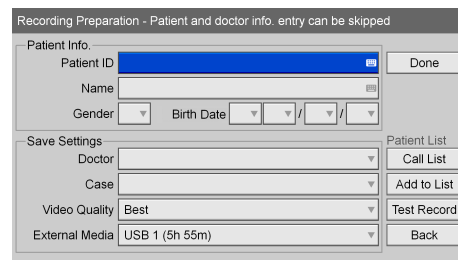 Recording Preparation - Patient and doctor info. entry can be skipped
Patient Info.
Patient ID
Done
Name
Gender
Birth Date / /
Save Settings
Patient List
Doctor
Call List
Case
Add to List
Video Quality Best
Test Record
External Media USB 1 (5h 55m)
Back